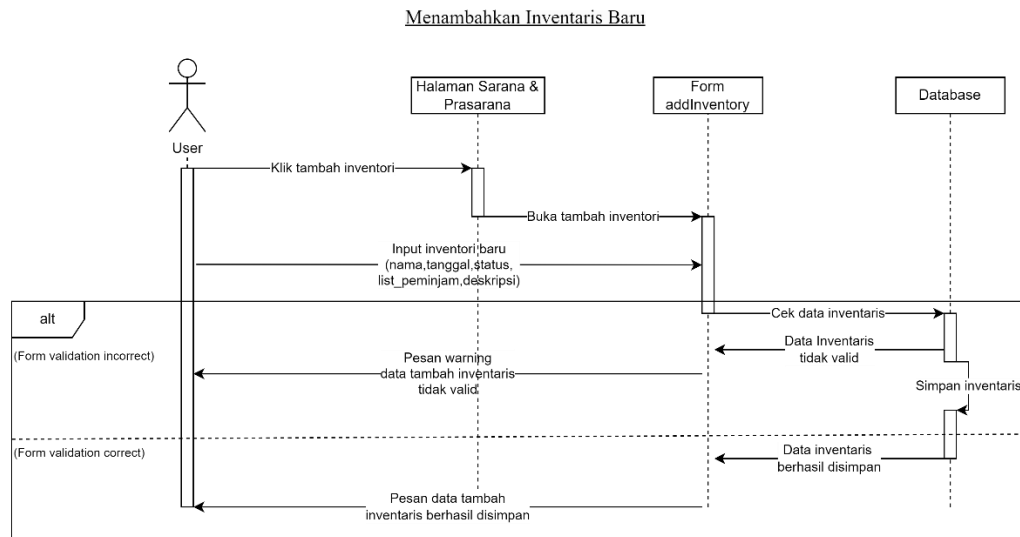 Menambahkan Inventaris Baru
Halaman Sarana &
Prasarana
Form
addInventory
Database
User
Klik tambah inventori
Buka tambah inventori
Input inventori baru
(nama,tanggal,status,
list_peminjam,deskripsi)
alt
Cek data inventaris
(Form validation incorrect)
Data Inventaris
tidak valid
Pesan warning
data tambah inventaris
tidak valid
Simpan inventaris
(Form validation correct)
Data inventaris
berhasil disimpan
Pesan data tambah
inventaris berhasil disimpan